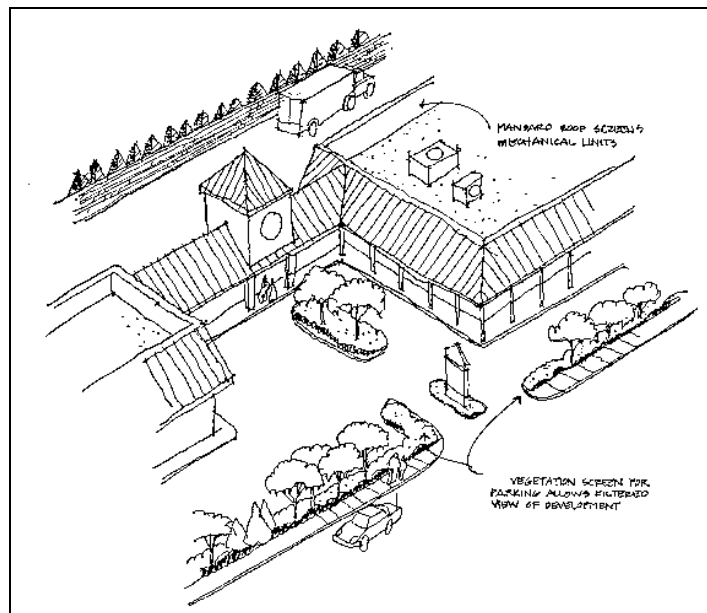 MANSARD ROOF SCREENS
MECHANICAL UNITS
VEGETATION SCREEN FOR
PARKING ALLOWS FILTERED
VIEW OF DEVELOPMENT